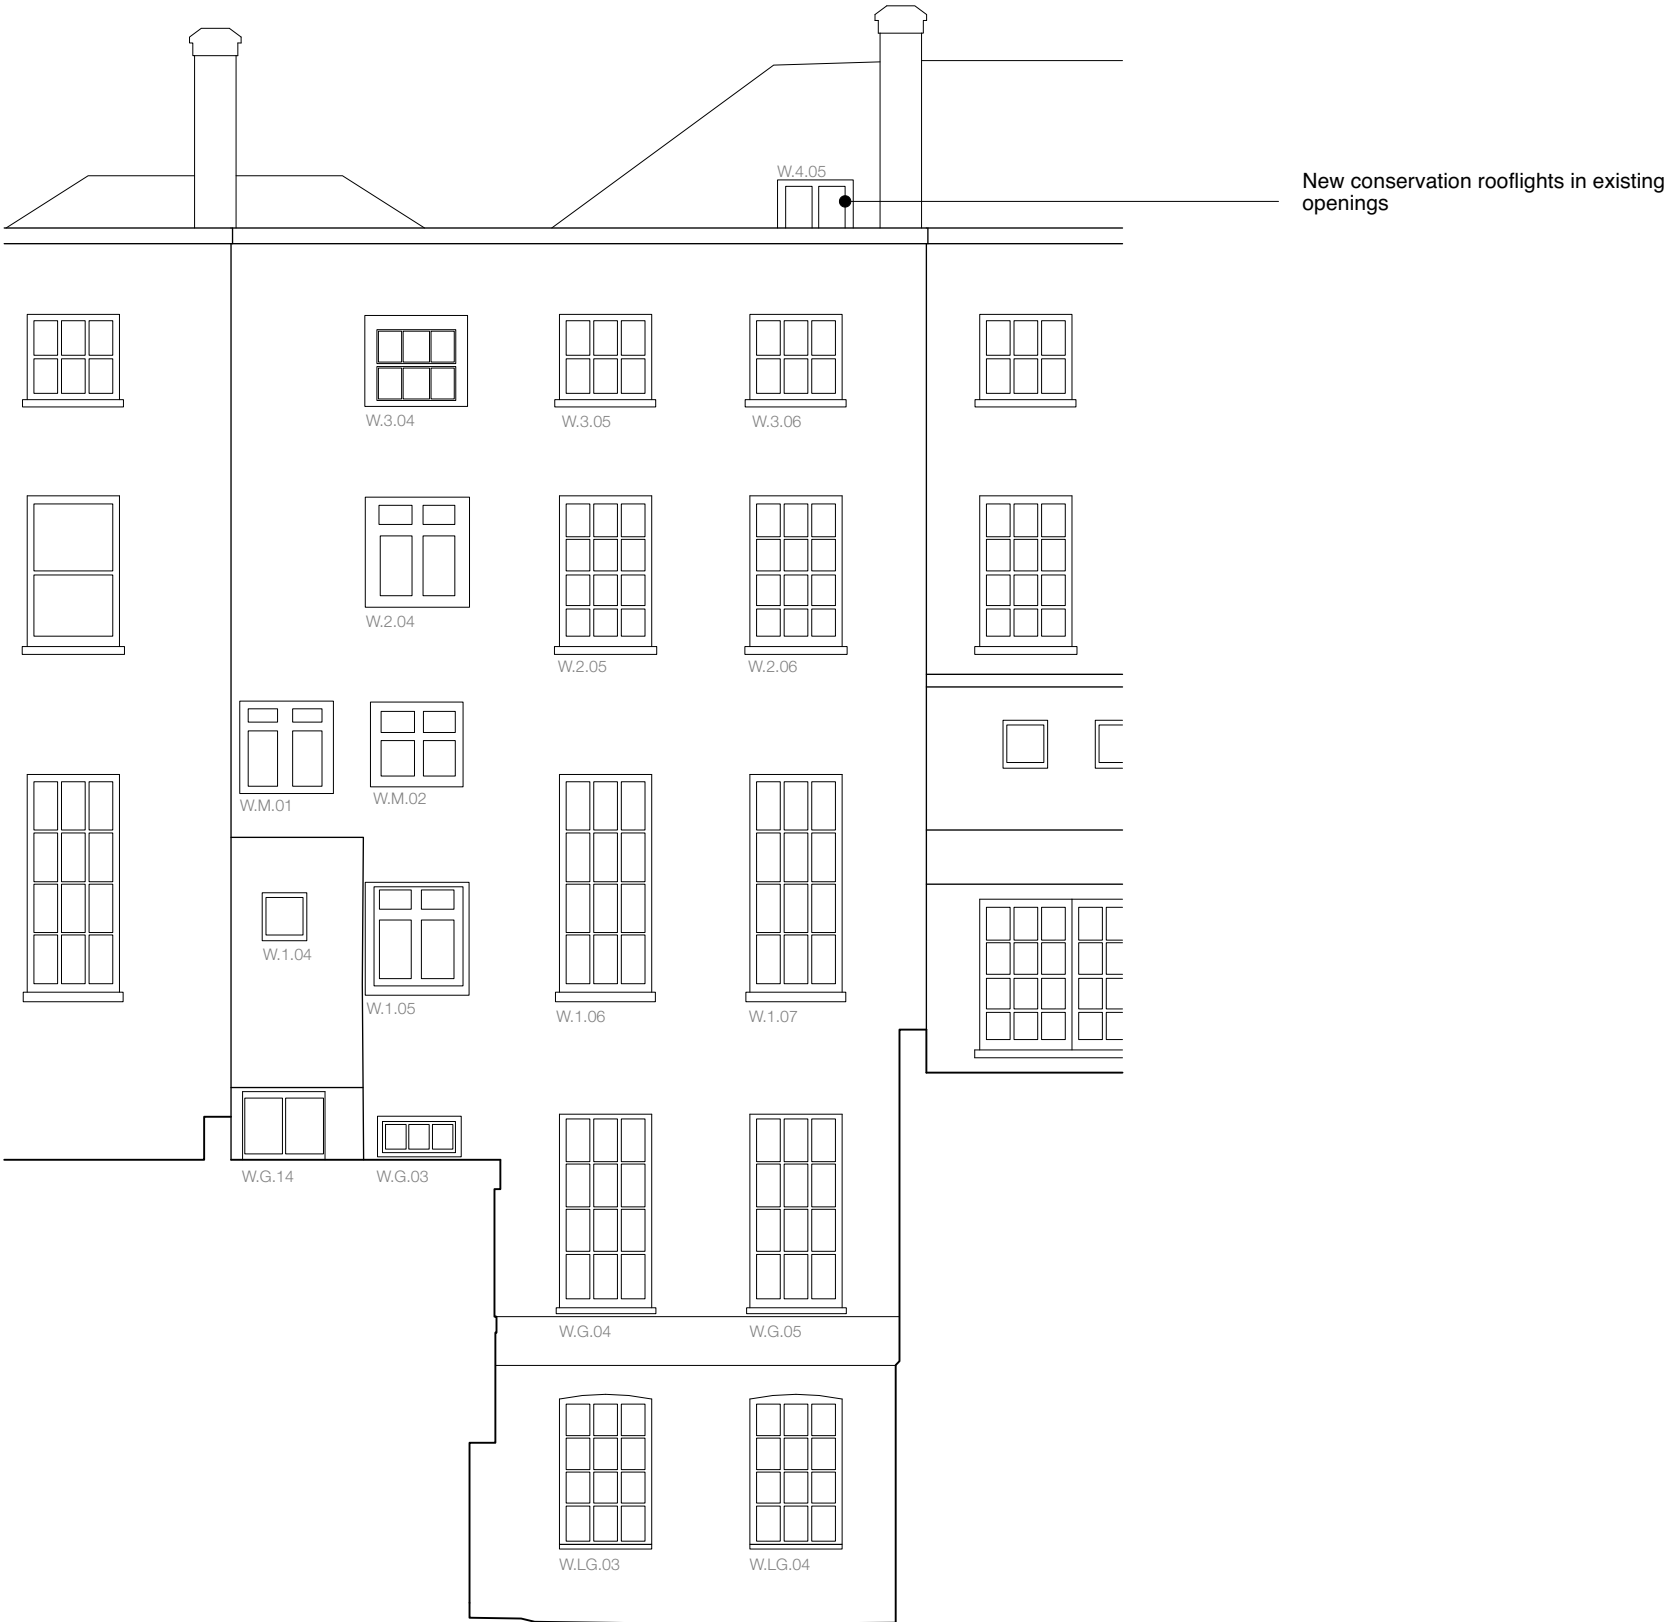 W.4.05
New conservation rooflights in existing
openings
W.3.04
W.3.05
W.3.06
W.2.04
W.2.05
W.2.06
W.M.01
W.M.02
W.1.04
W.1.05
W.1.06
W.1.07
W.G.14
W.G.03
W.G.04
W.G.05
W.LG.03
W.LG.04